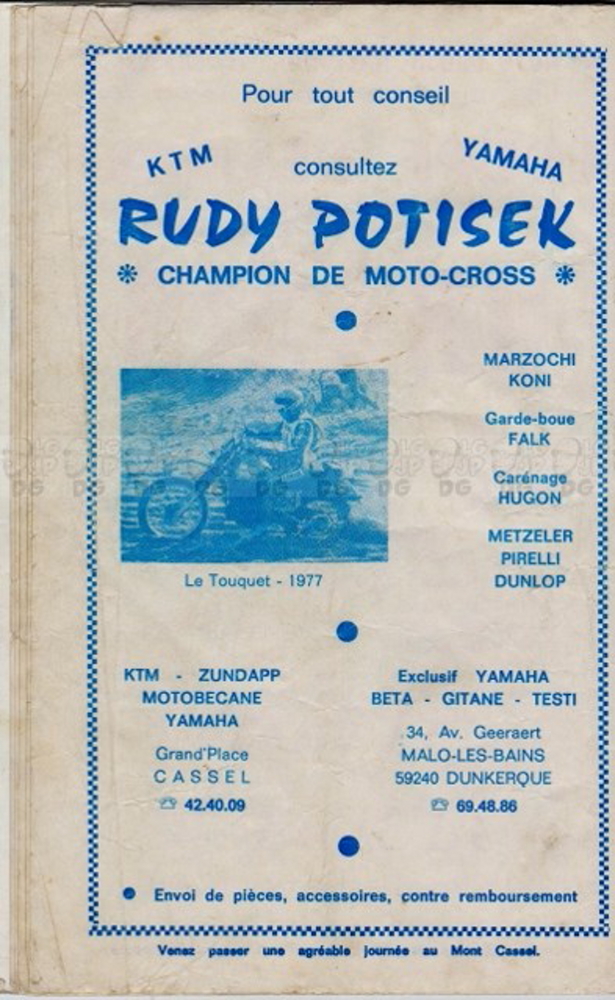 Pour tout conseil
KTM consultez YAMAHA
RUDY POTISEK
* CHAMPION DE MOTO-CROSS *
MARZOCHI
KONI
Garde-boue
FALK
Carénage
HUGON
METZELER
PIRELLI
DUNLOP
Le Touquet - 1977
KTM - ZUNDAPP
MOTOBECANE
YAMAHA
Grand'Place
CASSEL
☎ 42.40.09
Exclusif YAMAHA
BETA - GITANE - TESTI
34, Av. Geeraert
MALO-LES-BAINS
59240 DUNKERQUE
☎ 69.48.86
● Envoi de pièces, accessoires, contre remboursement
Venez passer une agréable journée au Mont Cassel.